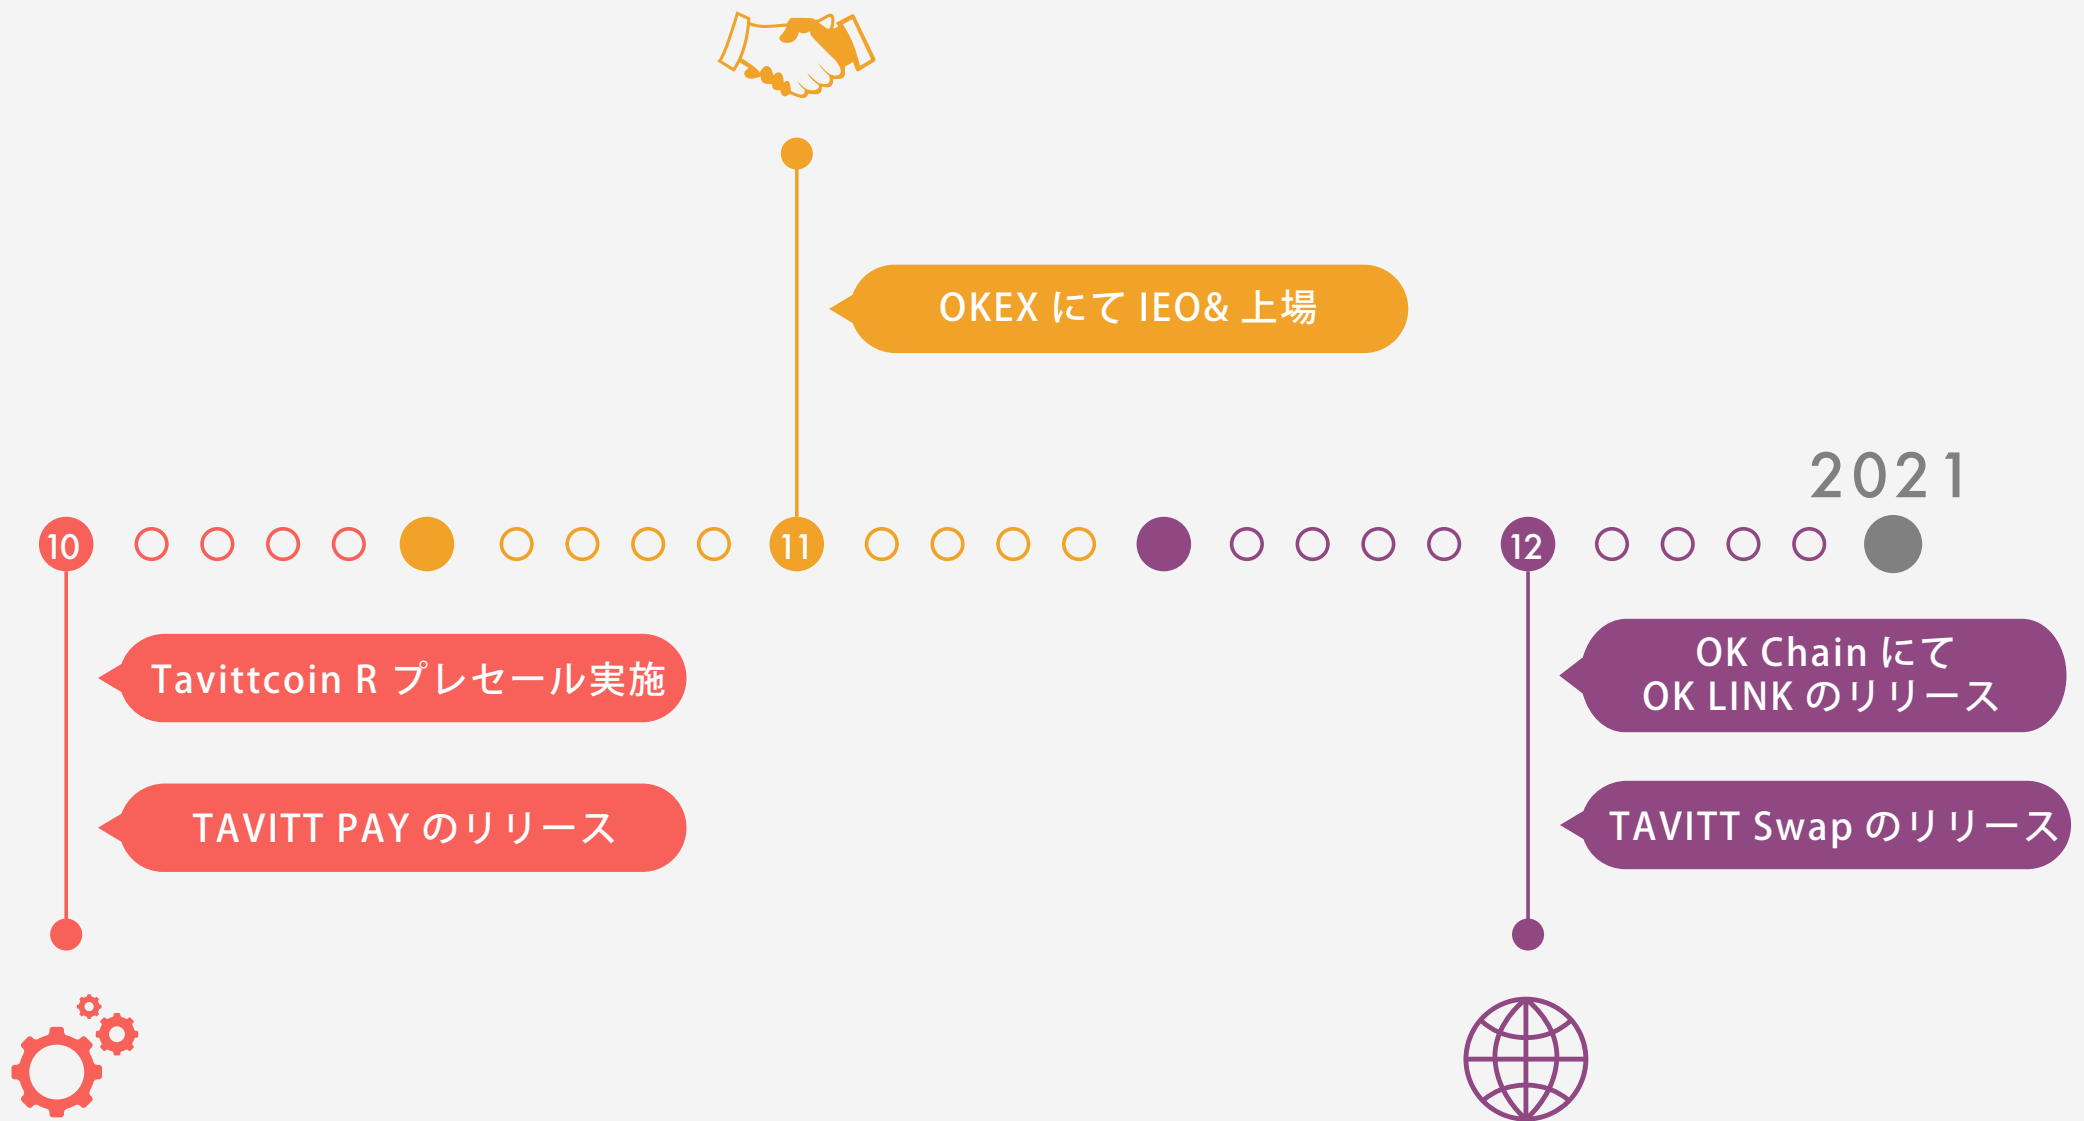 OKEX にて IEO& 上場
2021
10
11
12
Tavittcoin R プレセール実施
TAVITT PAY のリリース
OK Chain にて
OK LINK のリリース
TAVITT Swap のリリース